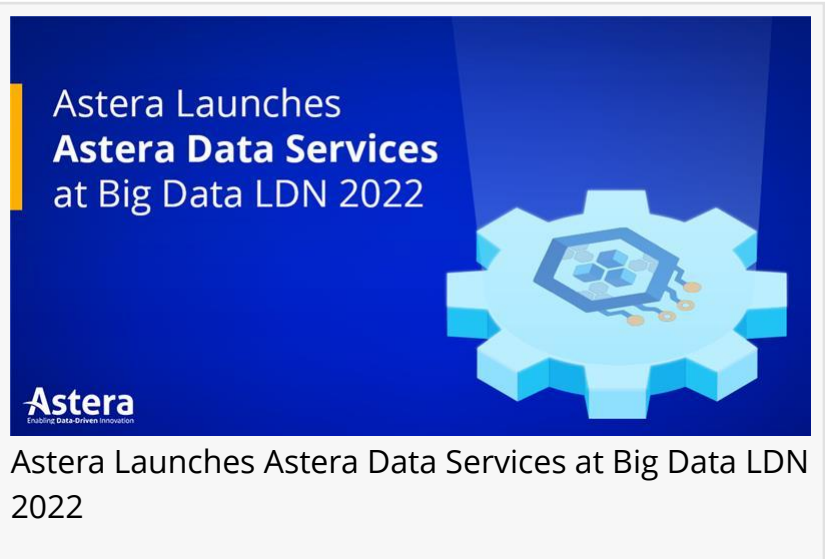 Astera Launches
Astera Data Services
at Big Data LDN 2022
Astera
Enabling Data-Driven Innovation
Astera Launches Astera Data Services at Big Data LDN
2022